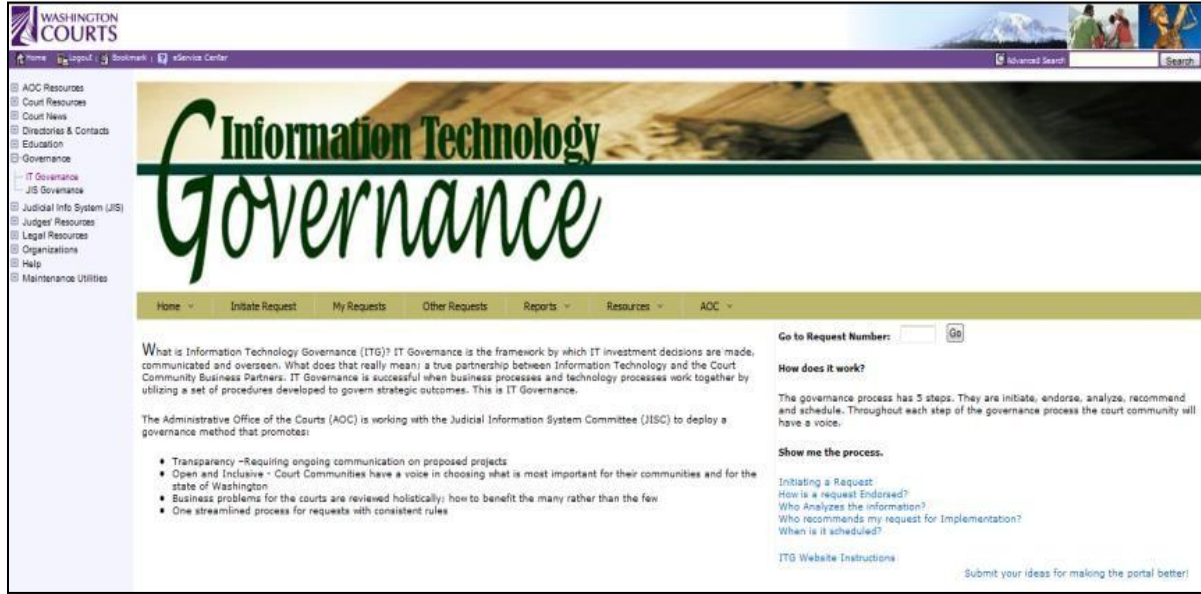 WASHINGTON
COURTS
Home Logout | Bookmark | eService Center
Advanced Search Search
AOC Resources
Court Resources
Court News
Directories & Contacts
Education
Governance
IT Governance
JIS Governance
Judicial Info System (JIS)
Judges' Resources
Legal Resources
Organizations
Help
Maintenance Utilities
Information Technology
Governance
Home Initiate Request My Requests Other Requests Reports Resources AOC
What is Information Technology Governance (ITG)? IT Governance is the framework by which IT investment decisions are made,
communicated and overseen. What does that really mean: a true partnership between Information Technology and the Court
Community Business Partners. IT Governance is successful when business processes and technology processes work together by
utilizing a set of procedures developed to govern strategic outcomes. This is IT Governance.
The Administrative Office of the Courts (AOC) is working with the Judicial Information System Committee (JISC) to deploy a
governance method that promotes:
• Transparency –Requiring ongoing communication on proposed projects
• Open and Inclusive - Court Communities have a voice in choosing what is most important for their communities and for the
state of Washington
• Business problems for the courts are reviewed holistically: how to benefit the many rather than the few
• One streamlined process for requests with consistent rules
Go to Request Number: Go
How does it work?
The governance process has 5 steps. They are initiate, endorse, analyze, recommend
and schedule. Throughout each step of the governance process the court community will
have a voice.
Show me the process.
Initiating a Request
How is a request Endorsed?
Who Analyzes the information?
Who recommends my request for Implementation?
When is it scheduled?
ITG Website Instructions
Submit your ideas for making the portal better!